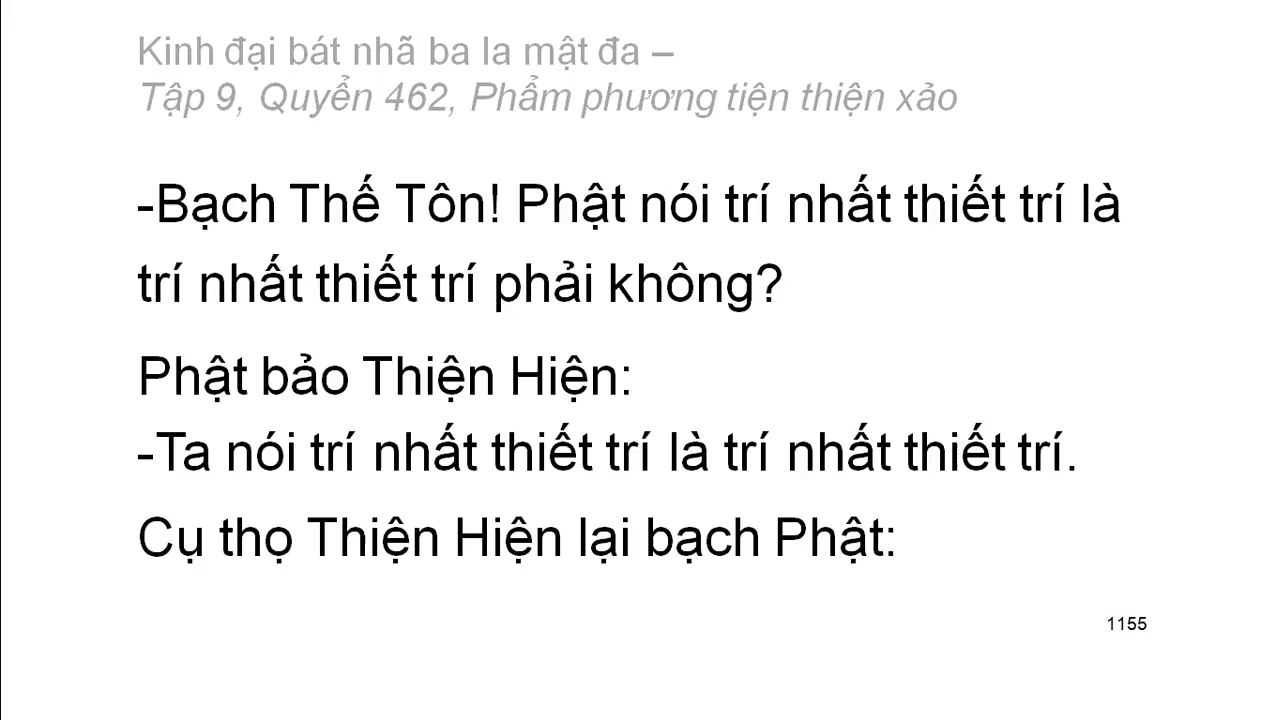 Kinh đại bát nhã ba la mật đa –
Tập 9, Quyển 462, Phẩm phương tiện thiện xảo
-Bạch Thế Tôn! Phật nói trí nhất thiết trí là
trí nhất thiết trí phải không?
Phật bảo Thiện Hiện:
-Ta nói trí nhất thiết trí là trí nhất thiết trí.
Cụ thọ Thiện Hiện lại bạch Phật:
1155